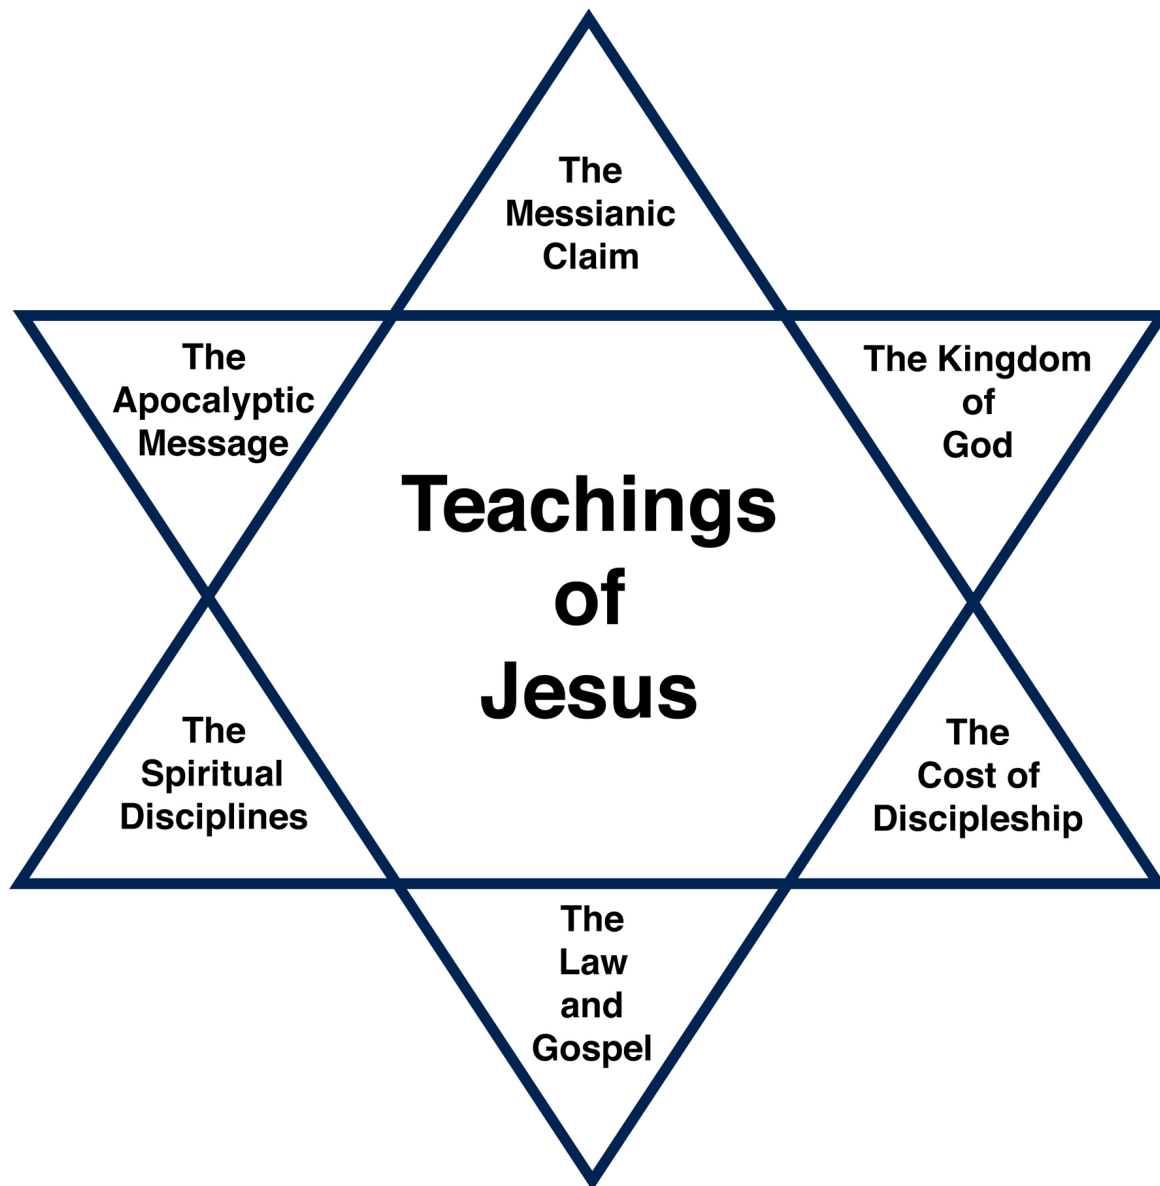 The
Messianic
Claim
The
Apocalyptic
Message
The Kingdom
of
God
Teachings
of
Jesus
The
Spiritual
Disciplines
The
Cost of
Discipleship
The
Law
and
Gospel